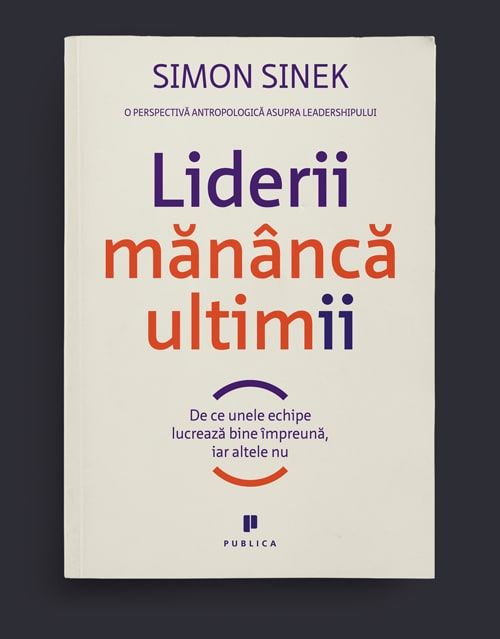 SIMON SINEK
O PERSPECTIVĂ ANTROPOLOGICĂ ASUPRA LEADERSHIPULUI
Liderii
mănâncă
ultimii
De ce unele echipe
lucrează bine împreună,
iar altele nu
PUBLICA